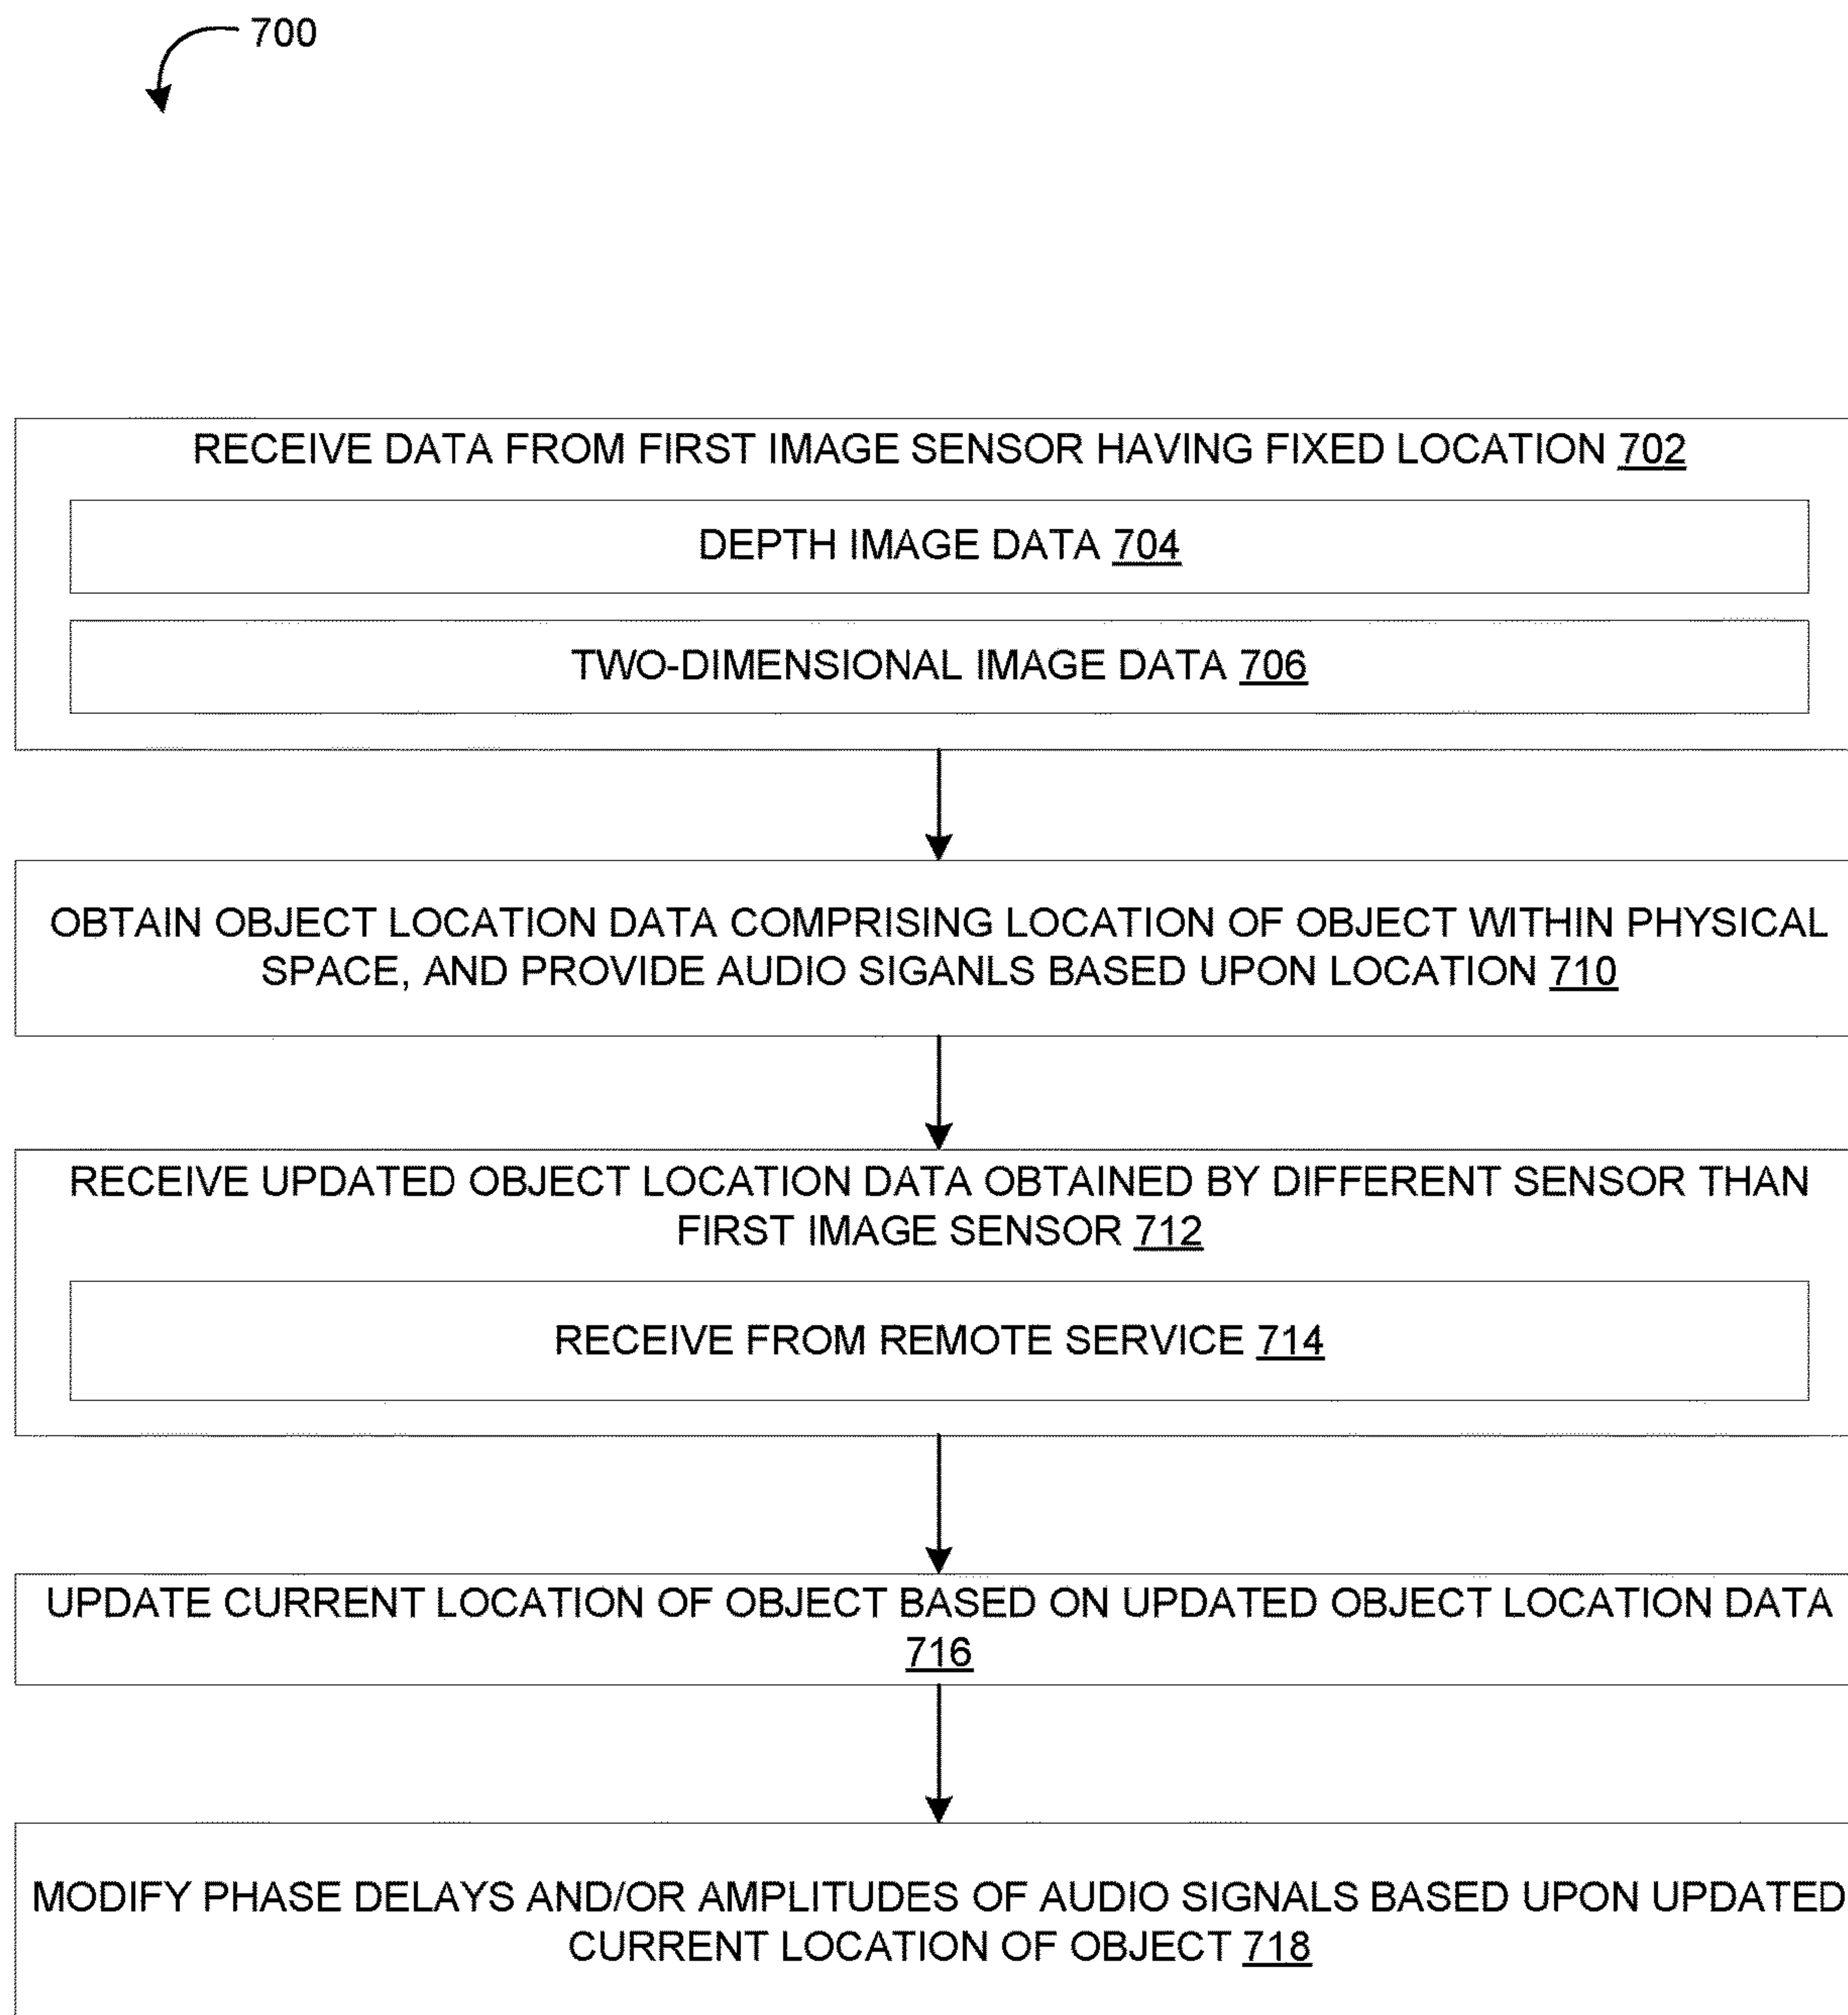 700
RECEIVE DATA FROM FIRST IMAGE SENSOR HAVING FIXED LOCATION 702
DEPTH IMAGE DATA 704
TWO-DIMENSIONAL IMAGE DATA 706
OBTAIN OBJECT LOCATION DATA COMPRISING LOCATION OF OBJECT WITHIN PHYSICAL
SPACE, AND PROVIDE AUDIO SIGANLS BASED UPON LOCATION 710
RECEIVE UPDATED OBJECT LOCATION DATA OBTAINED BY DIFFERENT SENSOR THAN
FIRST IMAGE SENSOR 712
RECEIVE FROM REMOTE SERVICE 714
UPDATE CURRENT LOCATION OF OBJECT BASED ON UPDATED OBJECT LOCATION DATA
716
MODIFY PHASE DELAYS AND/OR AMPLITUDES OF AUDIO SIGNALS BASED UPON UPDATED
CURRENT LOCATION OF OBJECT 718